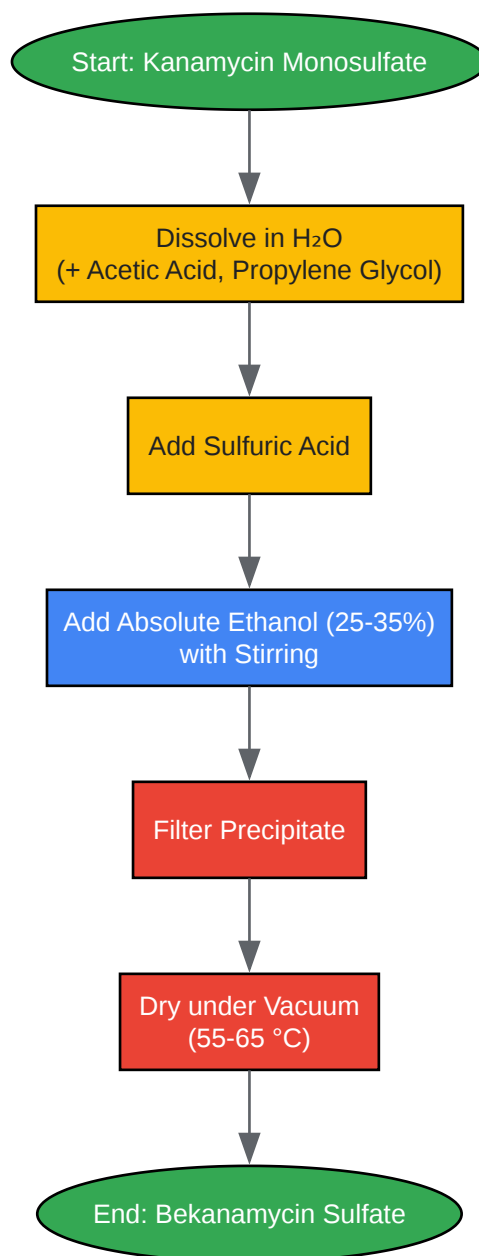 Start: Kanamycin Monosulfate
Dissolve in H₂O
(+ Acetic Acid, Propylene Glycol)
Add Sulfuric Acid
Add Absolute Ethanol (25-35%)
with Stirring
Filter Precipitate
Dry under Vacuum
(55-65 °C)
End: Bekanamycin Sulfate